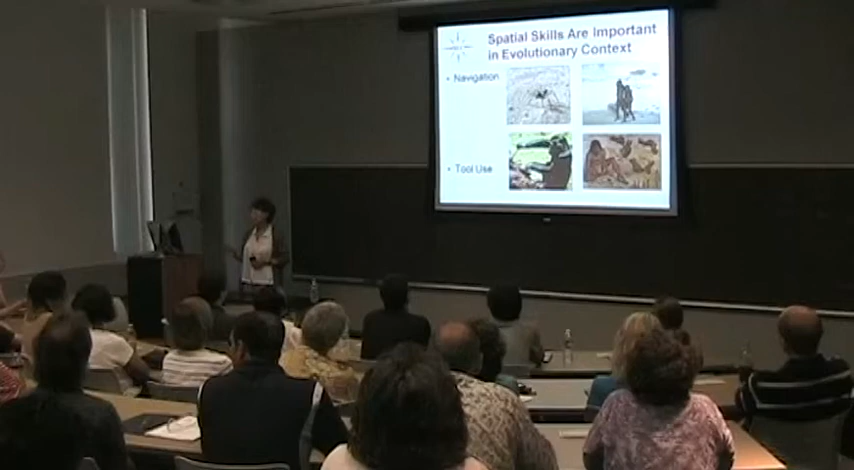 Spatial Skills Are Important
in Evolutionary Context
• Navigation
• Tool Use